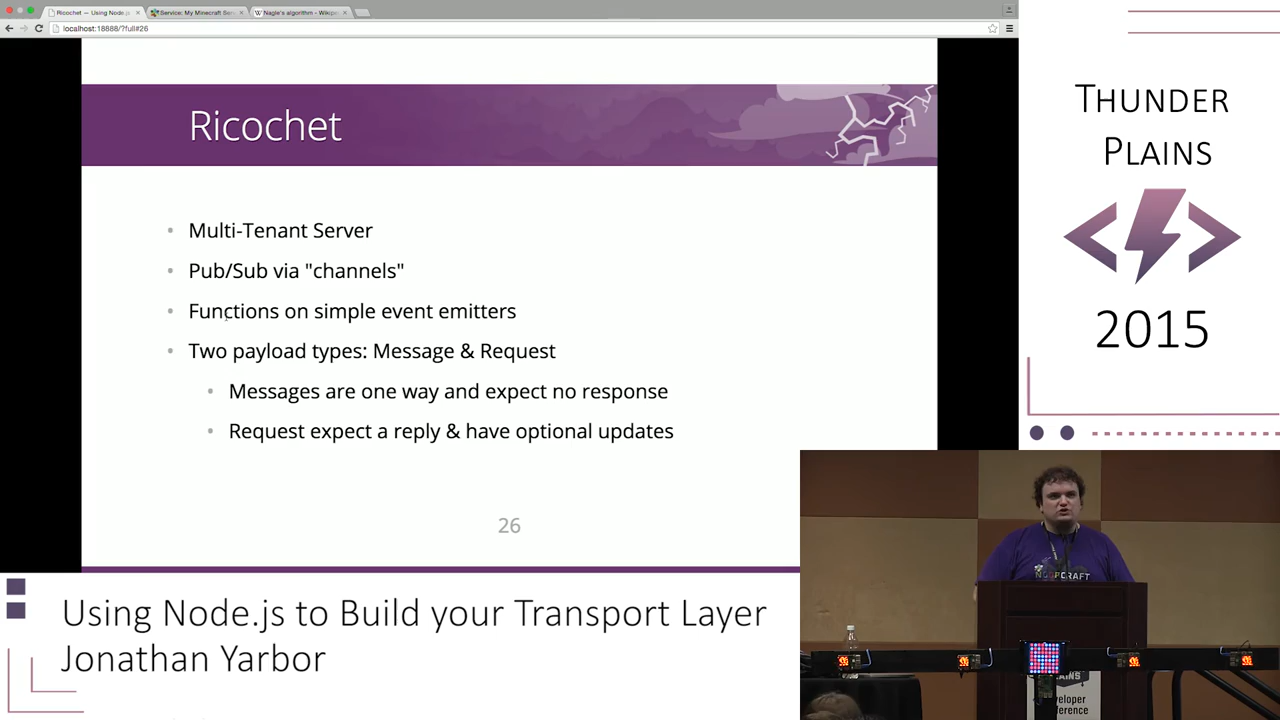 Ricochet — Using Node.js
Service: My Minecraft Ser
Nagle's algorithm - Wikip
localhost:18888/?full#26
Ricochet
Multi-Tenant Server
Pub/Sub via "channels"
Functions on simple event emitters
Two payload types: Message & Request
Messages are one way and expect no response
Request expect a reply & have optional updates
26
THUNDER
PLAINS
2015
Using Node.js to Build your Transport Layer
Jonathan Yarbor